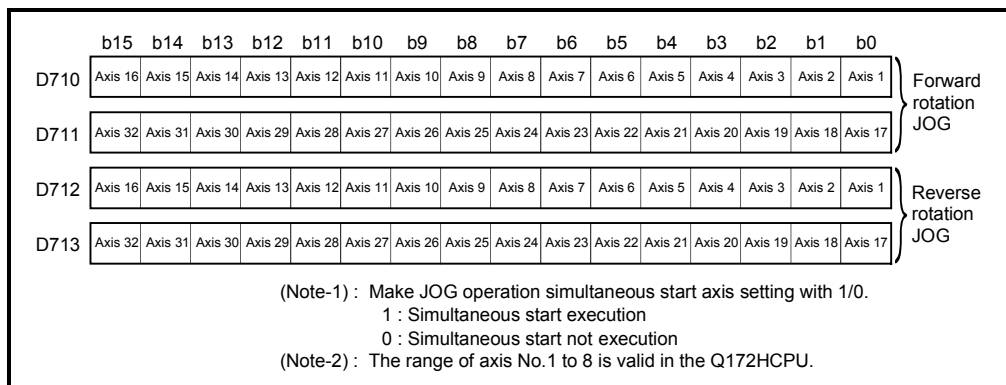 b15 b14 b13 b12 b11 b10 b9 b8 b7 b6 b5 b4 b3 b2 b1 b0
D710 Axis 16 Axis 15 Axis 14 Axis 13 Axis 12 Axis 11 Axis 10 Axis 9 Axis 8 Axis 7 Axis 6 Axis 5 Axis 4 Axis 3 Axis 2 Axis 1
Forward
rotation
JOG
D711 Axis 32 Axis 31 Axis 30 Axis 29 Axis 28 Axis 27 Axis 26 Axis 25 Axis 24 Axis 23 Axis 22 Axis 21 Axis 20 Axis 19 Axis 18 Axis 17
D712 Axis 16 Axis 15 Axis 14 Axis 13 Axis 12 Axis 11 Axis 10 Axis 9 Axis 8 Axis 7 Axis 6 Axis 5 Axis 4 Axis 3 Axis 2 Axis 1
Reverse
rotation
JOG
D713 Axis 32 Axis 31 Axis 30 Axis 29 Axis 28 Axis 27 Axis 26 Axis 25 Axis 24 Axis 23 Axis 22 Axis 21 Axis 20 Axis 19 Axis 18 Axis 17
(Note-1) : Make JOG operation simultaneous start axis setting with 1/0.
1 : Simultaneous start execution
0 : Simultaneous start not execution
(Note-2) : The range of axis No.1 to 8 is valid in the Q172HCPU.